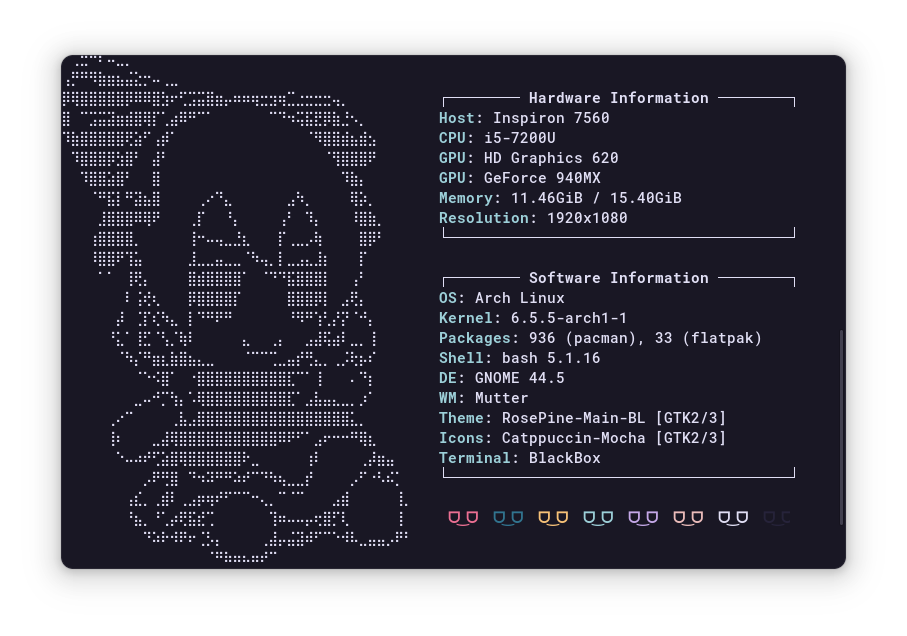 Hardware Information
Host: Inspiron 7560
CPU: i5-7200U
GPU: HD Graphics 620
GPU: GeForce 940MX
Memory: 11.46GiB / 15.40GiB
Resolution: 1920x1080
Software Information
OS: Arch Linux
Kernel: 6.5.5-arch1-1
Packages: 936 (pacman), 33 (flatpak)
Shell: bash 5.1.16
DE: GNOME 44.5
WM: Mutter
Theme: RosePine-Main-BL [GTK2/3]
Icons: Catppuccin-Mocha [GTK2/3]
Terminal: BlackBox